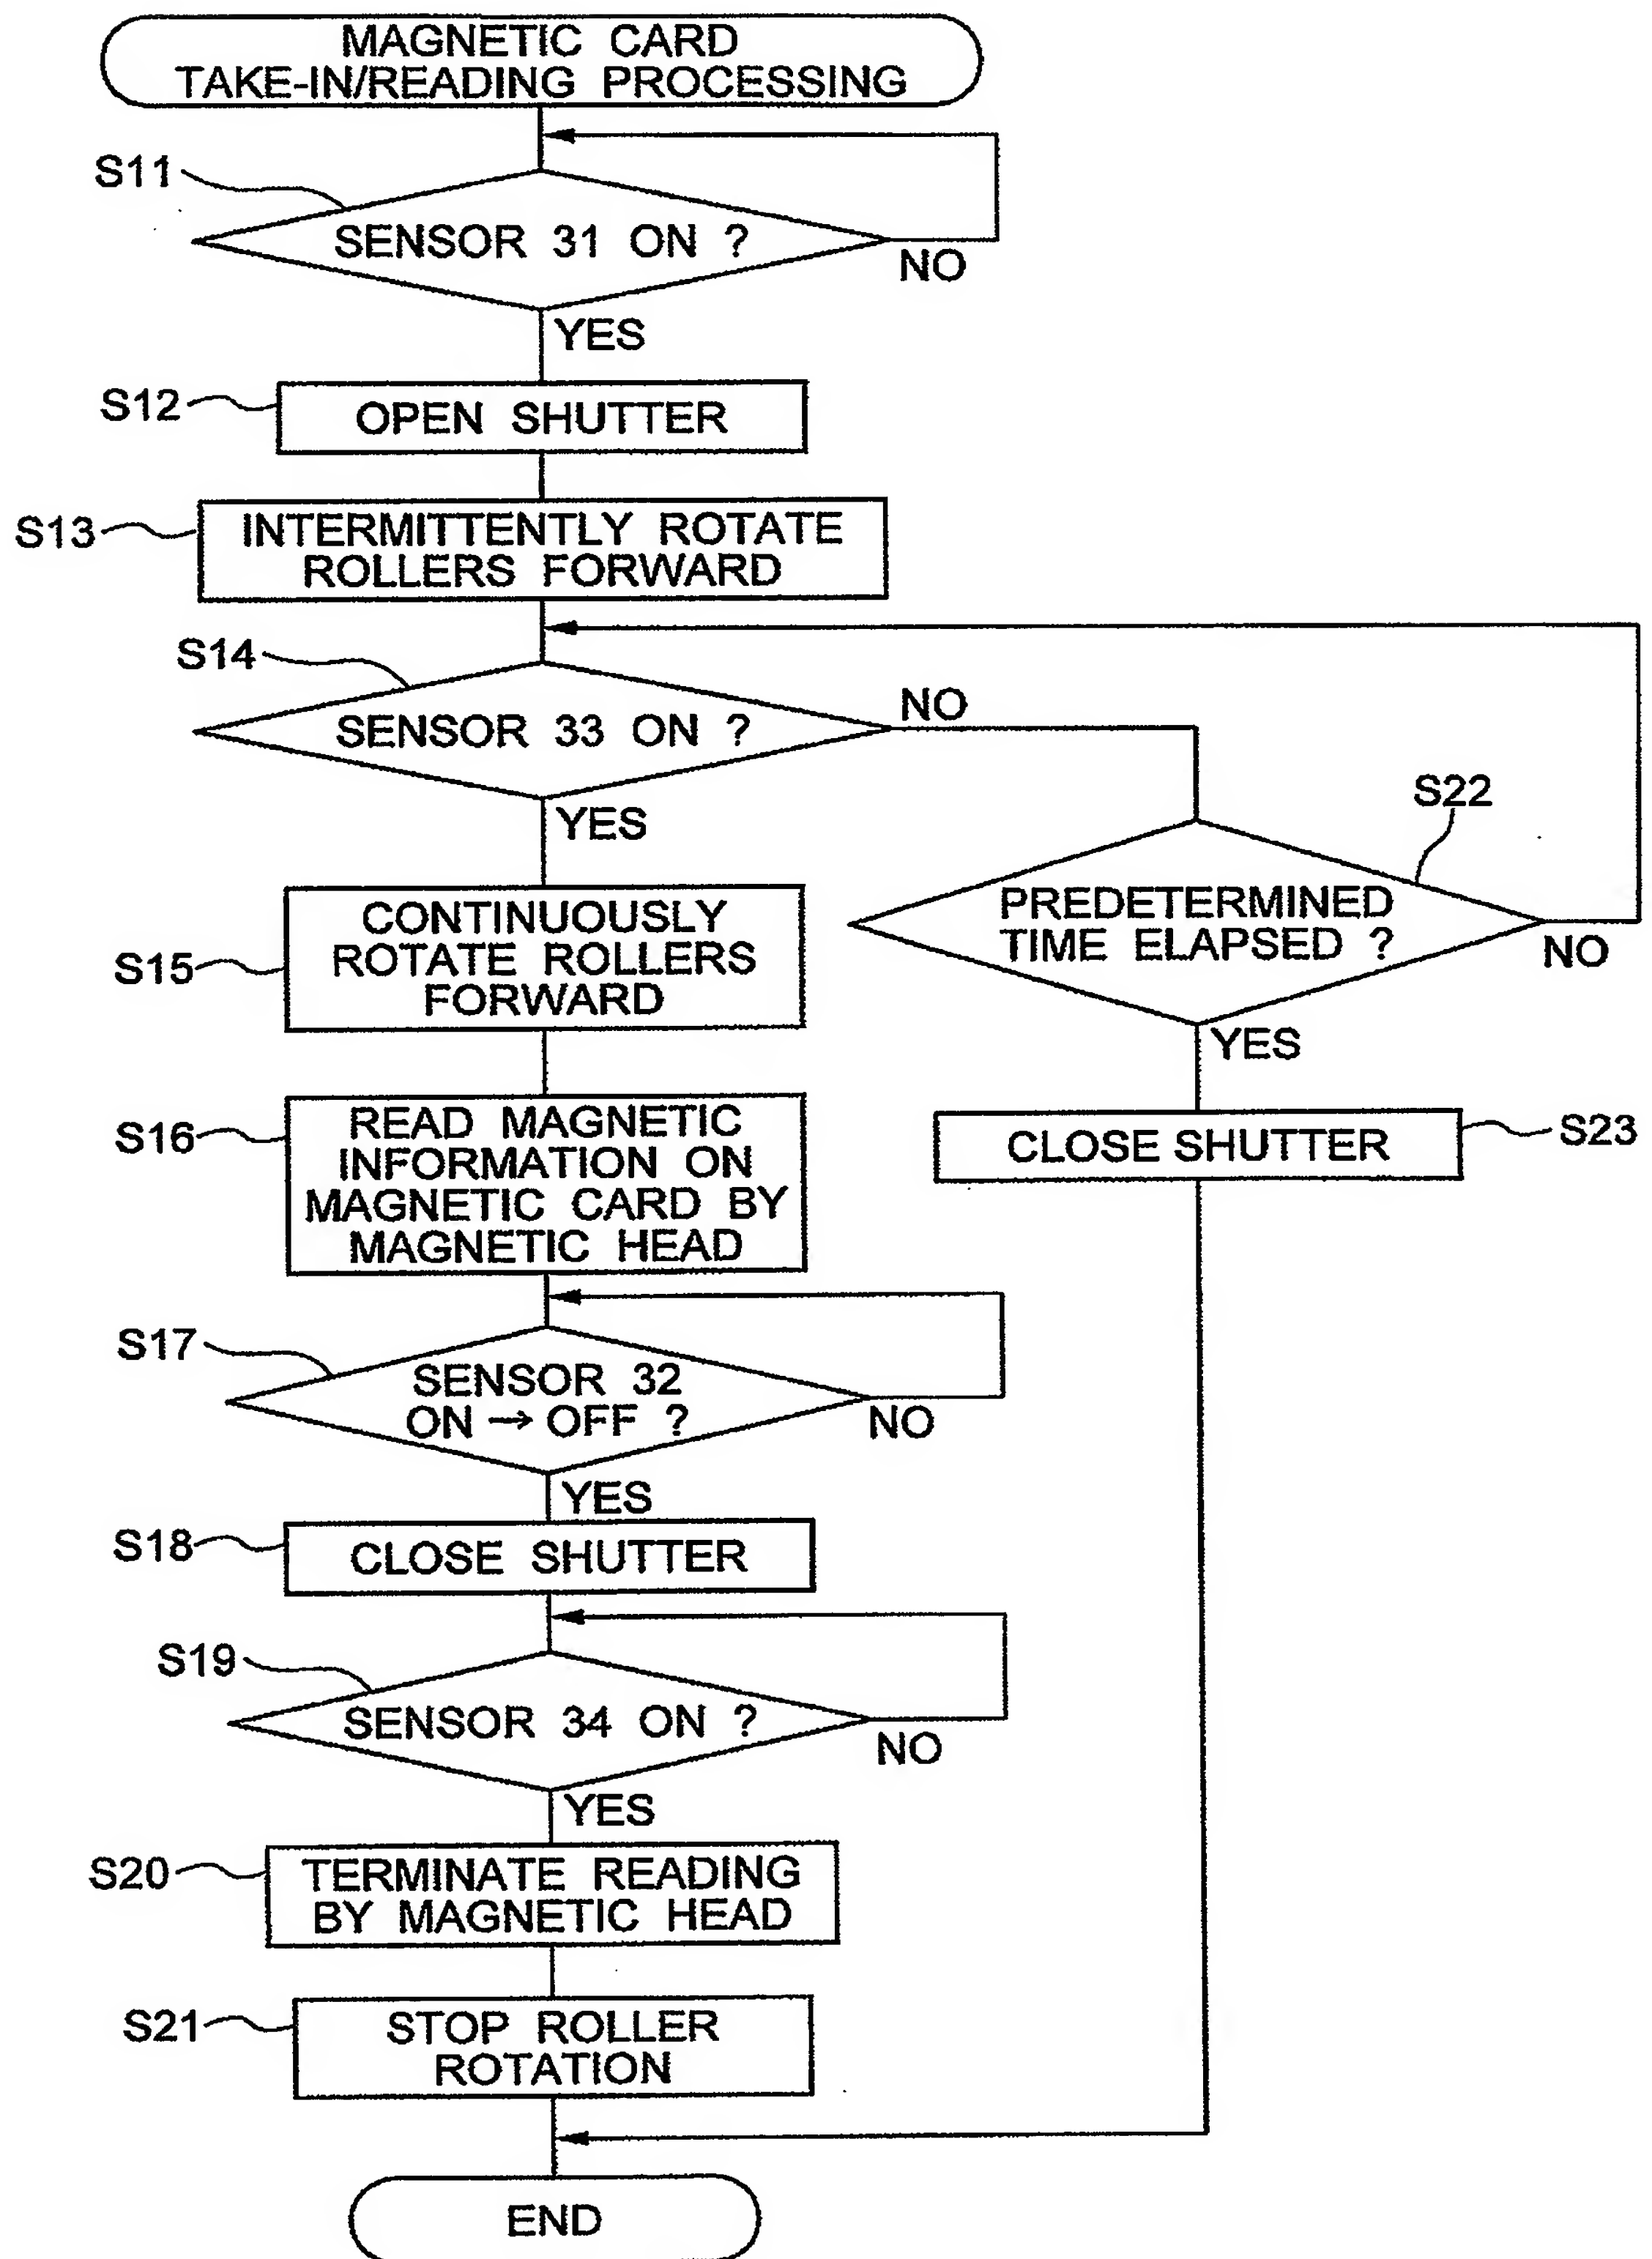 MAGNETIC CARD
TAKE-IN/READING PROCESSING
S11
SENSOR 31 ON ?
NO
YES
S12
OPEN SHUTTER
S13
INTERMITTENTLY ROTATE
ROLLERS FORWARD
S14
SENSOR 33 ON ?
NO
YES
S22
PREDETERMINED
TIME ELAPSED ?
NO
YES
S15
CONTINUOUSLY
ROTATE ROLLERS
FORWARD
S16
READ MAGNETIC
INFORMATION ON
MAGNETIC CARD BY
MAGNETIC HEAD
CLOSE SHUTTER
S23
S17
SENSOR 32
ON → OFF ?
NO
YES
S18
CLOSE SHUTTER
S19
SENSOR 34 ON ?
NO
YES
S20
TERMINATE READING
BY MAGNETIC HEAD
S21
STOP ROLLER
ROTATION
END